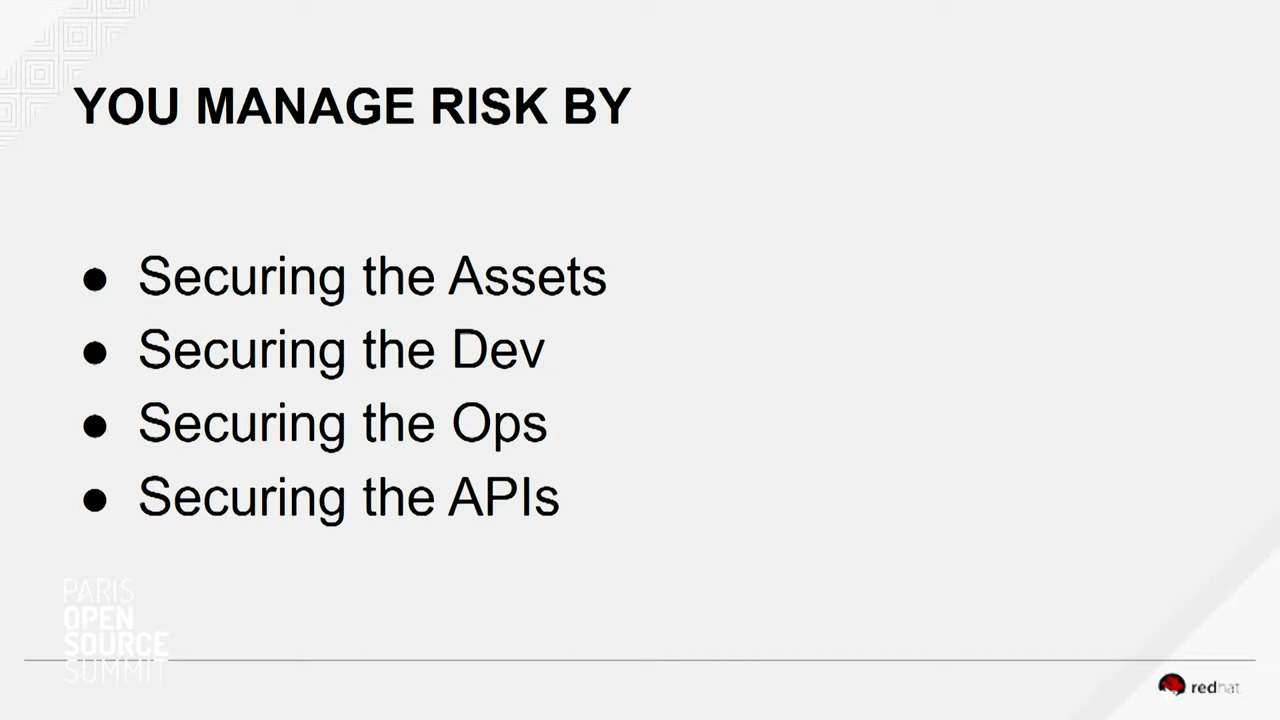 YOU MANAGE RISK BY
● Securing the Assets
● Securing the Dev
● Securing the Ops
● Securing the APIs
PARIS
OPEN
SOURCE
SUMMIT
redhat.